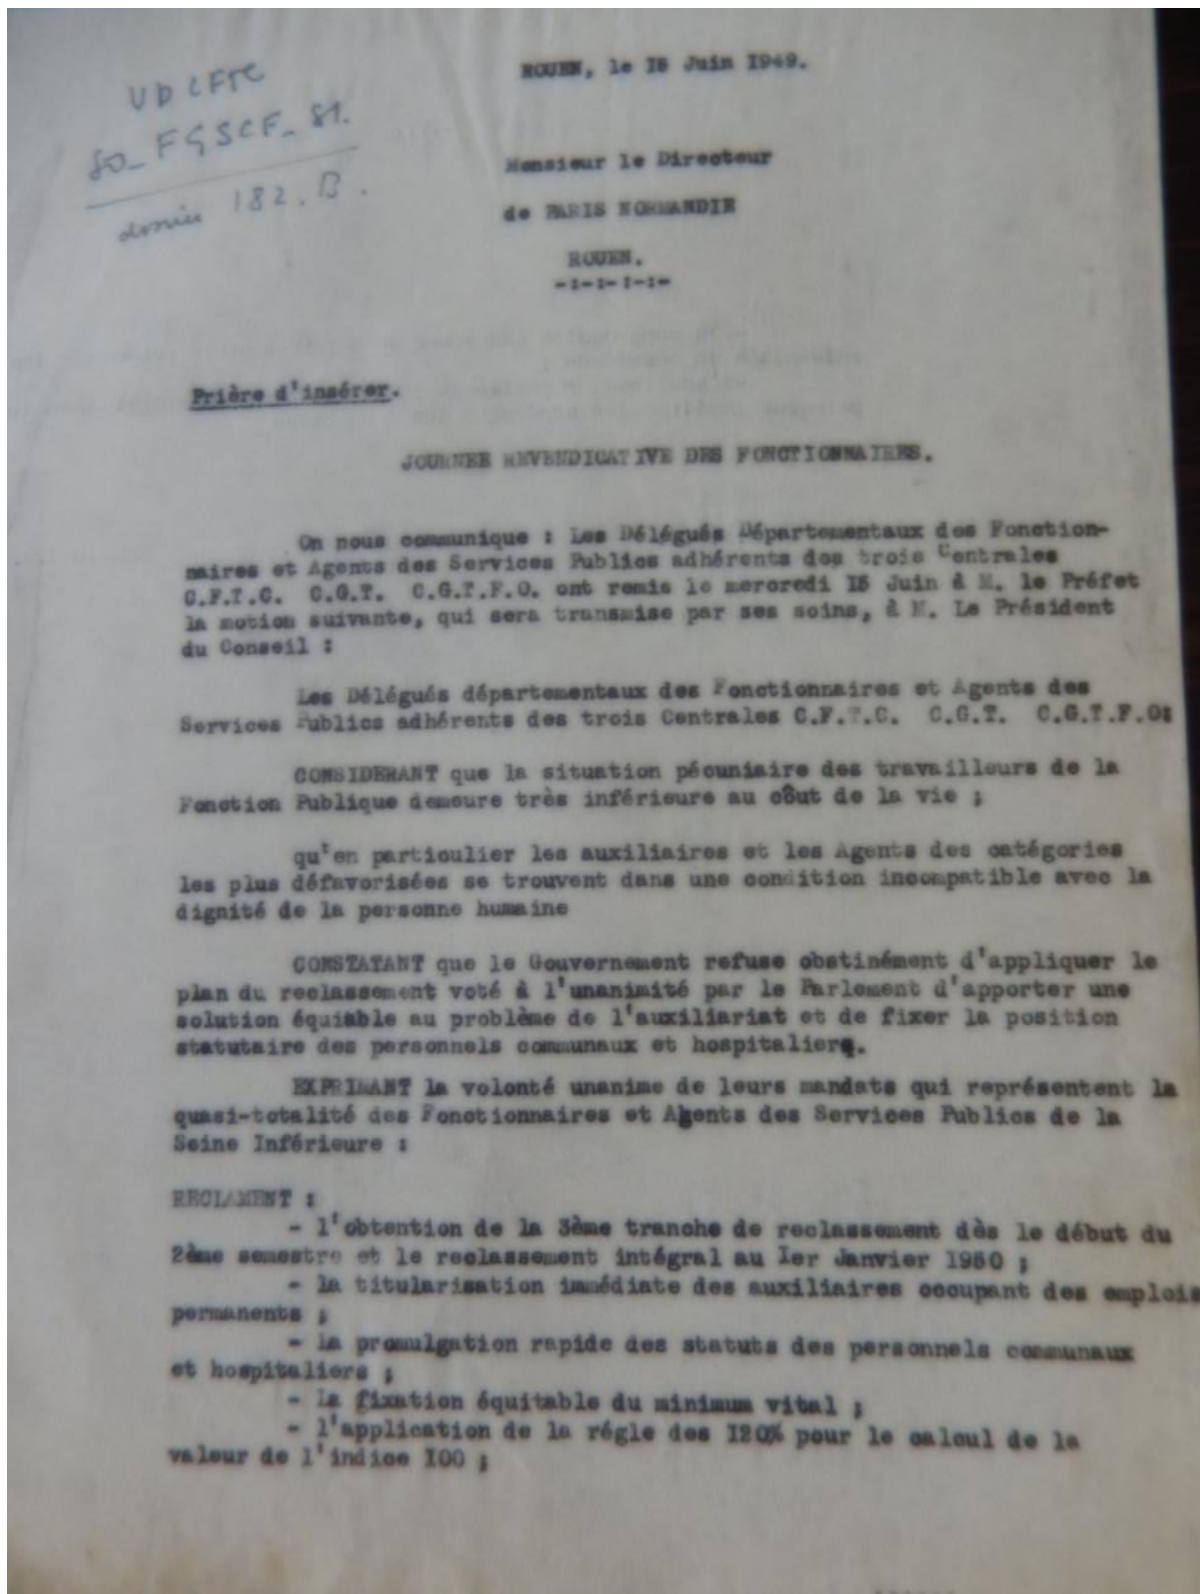 UD CFTC
SD_FGSCF_81.
dossier 182.B.
ROUEN, le 15 Juin 1949.
Monsieur le Directeur
de PARIS NORMANDIE
ROUEN.
-:-:-:-:-
Prière d'insérer.
JOURNEE REVENDICATIVE DES FONCTIONNAIRES.
On nous communique : Les Délégués Départementaux des Fonction-
naires et Agents des Services Publics adhérents des trois Centrales
C.F.T.C. C.G.T. C.G.T.F.O. ont remis le mercredi 15 Juin à M. le Préfet
la motion suivante, qui sera transmise par ses soins, à M. Le Président
du Conseil :
Les Délégués départementaux des Fonctionnaires et Agents des
Services Publics adhérents des trois Centrales C.F.T.C. C.G.T. C.G.T.F.O:
CONSIDERANT que la situation pécuniaire des travailleurs de la
Fonction Publique demeure très inférieure au coût de la vie ;
qu'en particulier les auxiliaires et les Agents des catégories
les plus défavorisées se trouvent dans une condition incompatible avec la
dignité de la personne humaine
CONSTATANT que le Gouvernement refuse obstinément d'appliquer le
plan du reclassement voté à l'unanimité par le Parlement d'apporter une
solution équiable au problème de l'auxiliariat et de fixer la position
statutaire des personnels communaux et hospitaliers.
EXPRIMANT la volonté unanime de leurs mandats qui représentent la
quasi-totalité des Fonctionnaires et Agents des Services Publics de la
Seine Inférieure :
RECLAMENT :
- l'obtention de la 3ème tranche de reclassement dès le début du
2ème semestre et le reclassement intégral au Ier Janvier 1950 ;
- la titularisation immédiate des auxiliaires occupant des emplois
permanents ;
- la promulgation rapide des statuts des personnels communaux
et hospitaliers ;
- La fixation équitable du minimum vital ;
- l'application de la régle des I20% pour le calcul de la
valeur de l'indice I00 ;